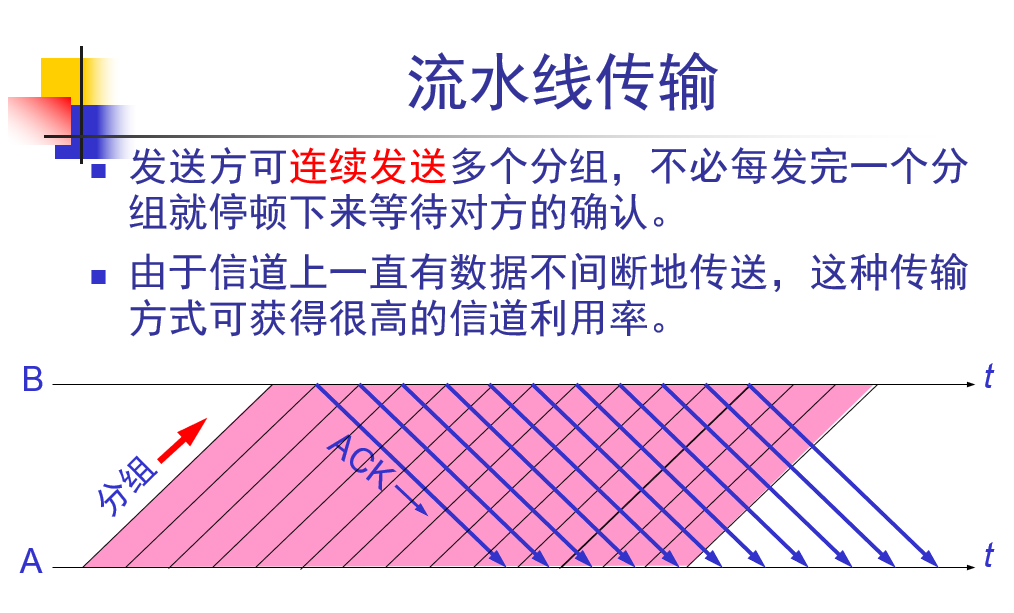 流水线传输
发送方可连续发送多个分组，不必每发完一个分
组就停顿下来等待对方的确认。
由于信道上一直有数据不间断地传送，这种传输
方式可获得很高的信道利用率。
B
t
分组
ACK
A
t